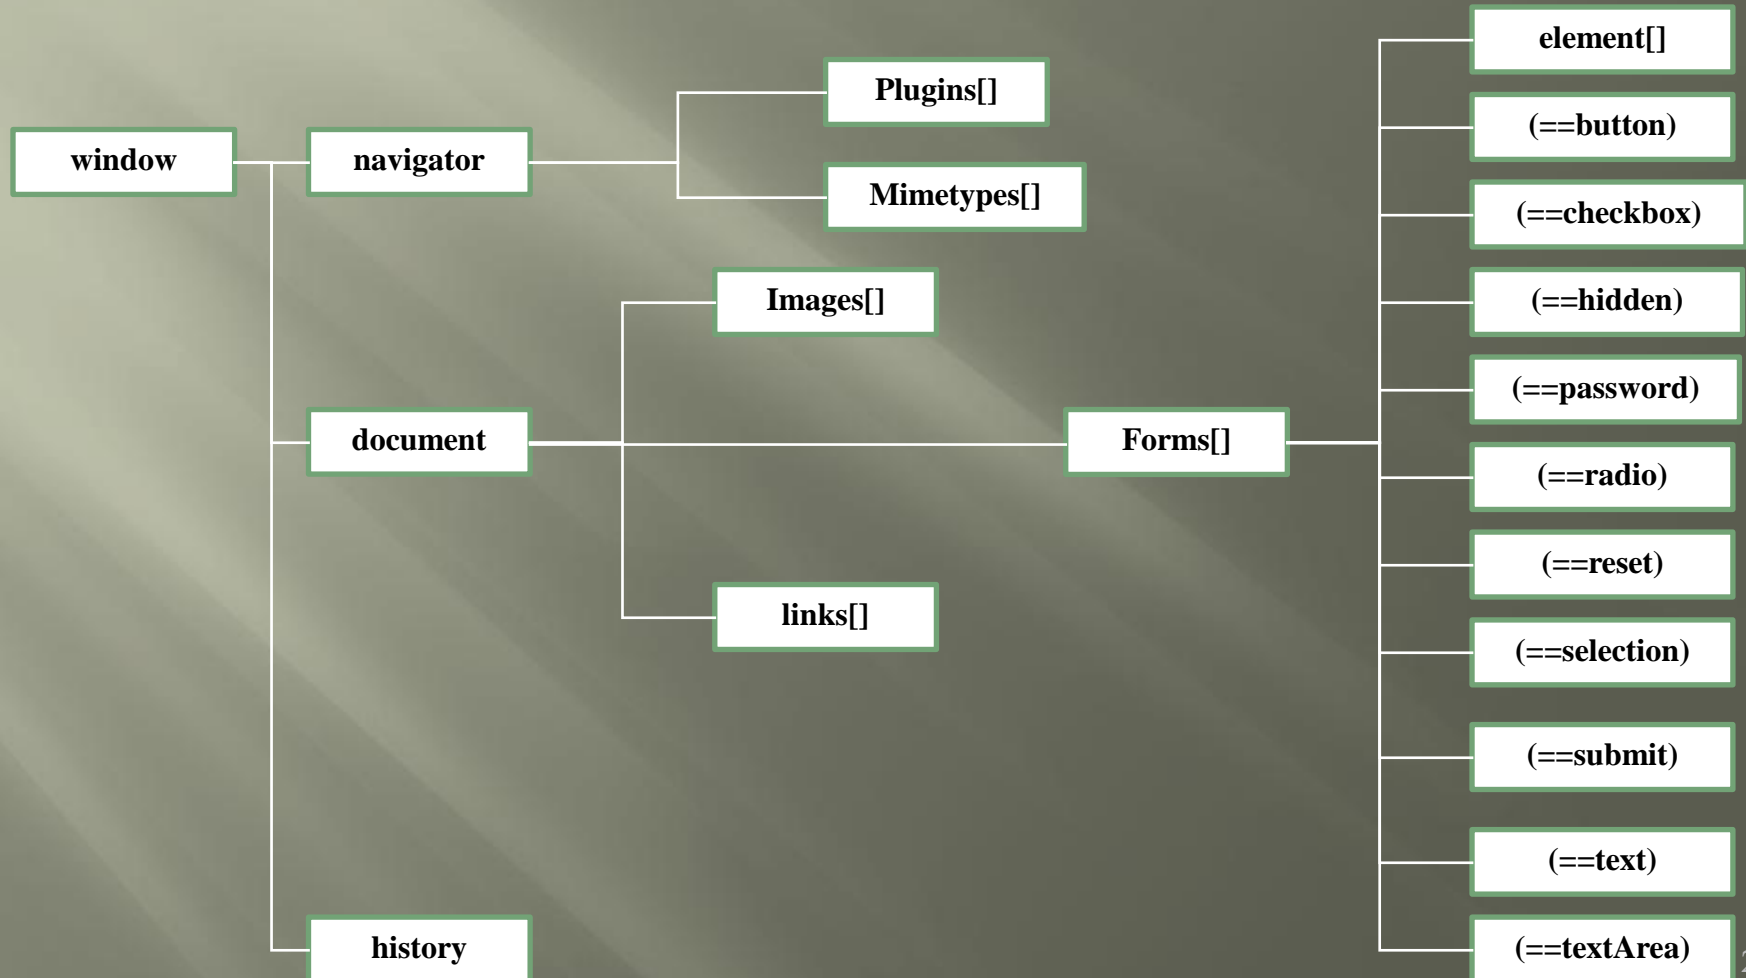 window
navigator
Plugins[]
Mimetypes[]
document
Images[]
Forms[]
links[]
history
element[]
(==button)
(==checkbox)
(==hidden)
(==password)
(==radio)
(==reset)
(==selection)
(==submit)
(==text)
(==textArea)